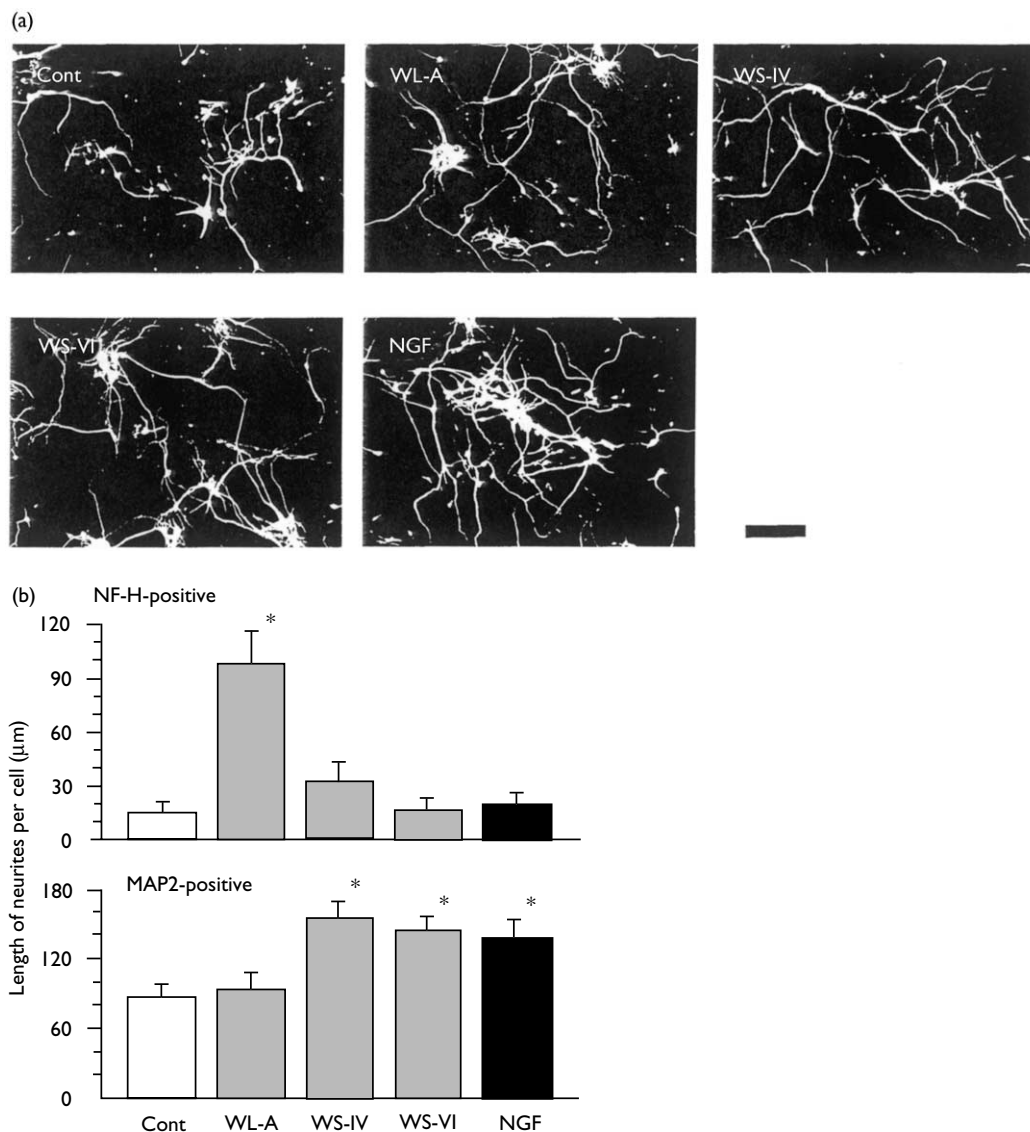 (a)
Cont
WL-A
WS-IV
WS-VI
NGF
(b)
NF-H-positive
Length of neurites per cell (μm)
120
90
60
30
0
*
MAP2-positive
180
120
60
0
*
*
*
Cont
WL-A
WS-IV
WS-VI
NGF